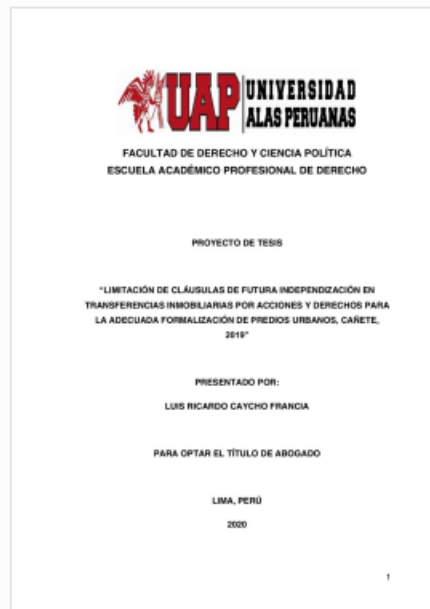 UAP UNIVERSIDAD
ALAS PERUANAS
FACULTAD DE DERECHO Y CIENCIA POLÍTICA
ESCUELA ACADÉMICO PROFESIONAL DE DERECHO
PROYECTO DE TESIS
"LIMITACIÓN DE CLÁUSULAS DE FUTURA INDEPENDIZACIÓN EN
TRANSFERENCIAS INMOBILIARIAS POR ACCIONES Y DERECHOS PARA
LA ADECUADA FORMALIZACIÓN DE PREDIOS URBANOS, CAÑETE,
2019"
PRESENTADO POR:
LUIS RICARDO CAYCHO FRANCIA
PARA OPTAR EL TÍTULO DE ABOGADO
LIMA, PERÚ
2020
1